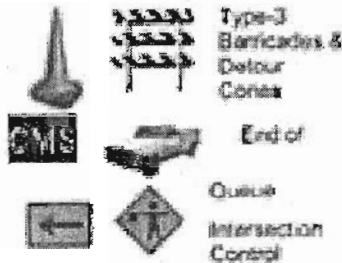 Type-3
Barricades &
Detour
Cones
CMS
End of
Queue
Intersection
Control